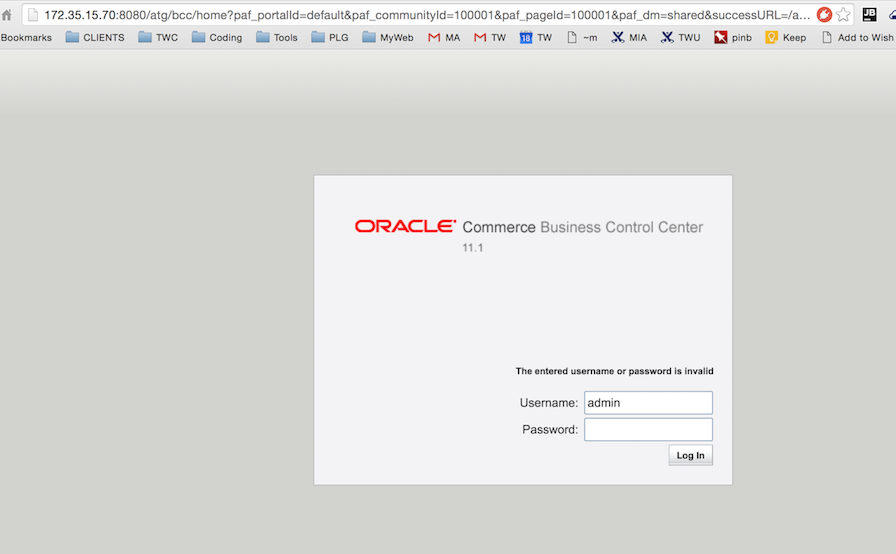 172.35.15.70:8080/atg/bcc/home?paf_portalId=default&paf_communityId=100001&paf_pageId=100001&paf_dm=shared&successURL=/a...
JB
Bookmarks CLIENTS TWC Coding Tools PLG MyWeb MA TW 18 TW ~m MIA TWU pinb Keep Add to Wish
ORACLE Commerce Business Control Center
11.1
The entered username or password is invalid
Username: admin
Password:
Log In